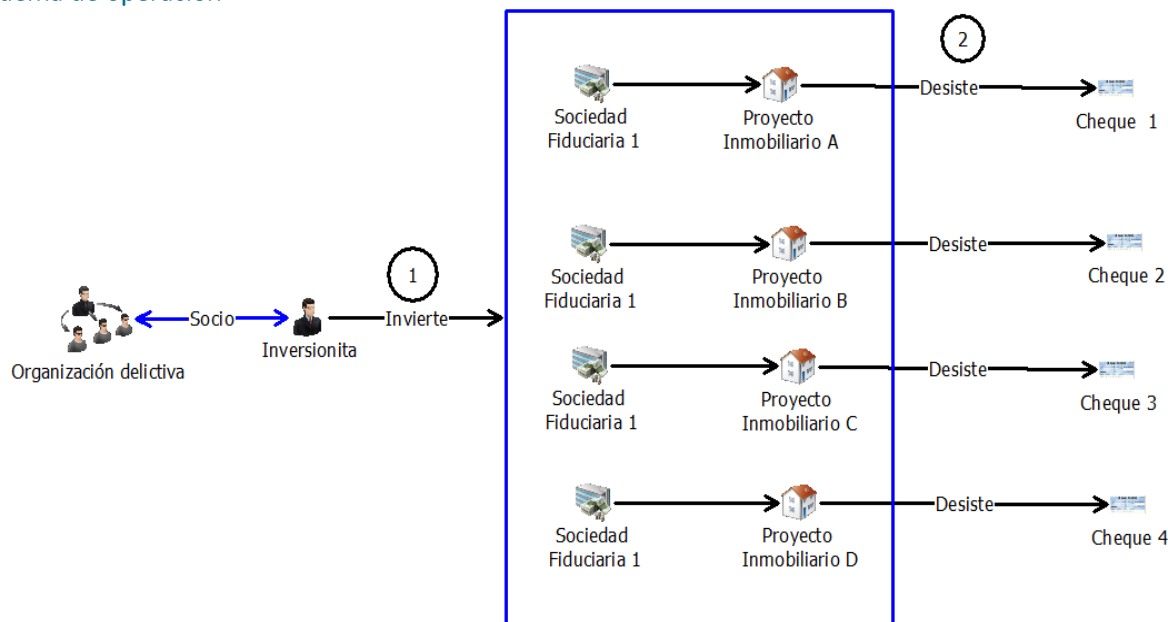 de operación
2
Desiste
Sociedad
Fiduciaria 1
Proyecto
Inmobiliario A
Cheque 1
Desiste
Sociedad
Fiduciaria 1
Proyecto
Inmobiliario B
Cheque 2
1
Socio
Invierte
Organización delictiva
Inversionita
Desiste
Sociedad
Fiduciaria 1
Proyecto
Inmobiliario C
Cheque 3
Desiste
Sociedad
Fiduciaria 1
Proyecto
Inmobiliario D
Cheque 4